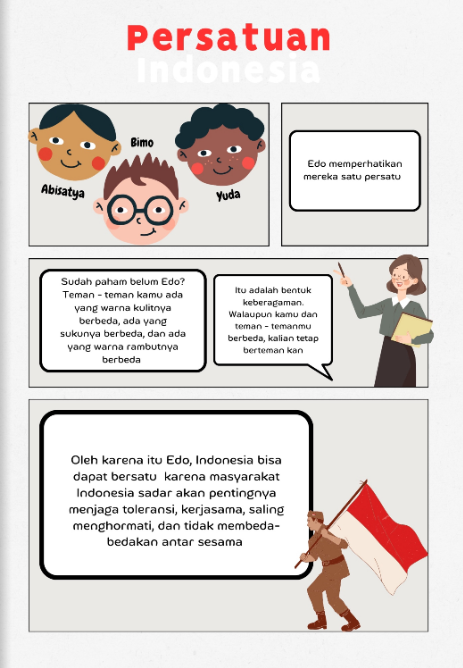 Persatuan
Indonesia
Bimo
Abisatya
Yuda
Edo memperhatikan
mereka satu persatu
Sudah paham belum Edo?
Teman - teman kamu ada
yang warna kulitnya
berbeda, ada yang
sukunya berbeda, dan ada
yang warna rambutnya
berbeda
Itu adalah bentuk
keberagaman.
Walaupun kamu dan
teman - temanmu
berbeda, kalian tetap
berteman kan
Oleh karena itu Edo, Indonesia bisa
dapat bersatu karena masyarakat
Indonesia sadar akan pentingnya
menjaga toleransi, kerjasama, saling
menghormati, dan tidak membeda-
bedakan antar sesama